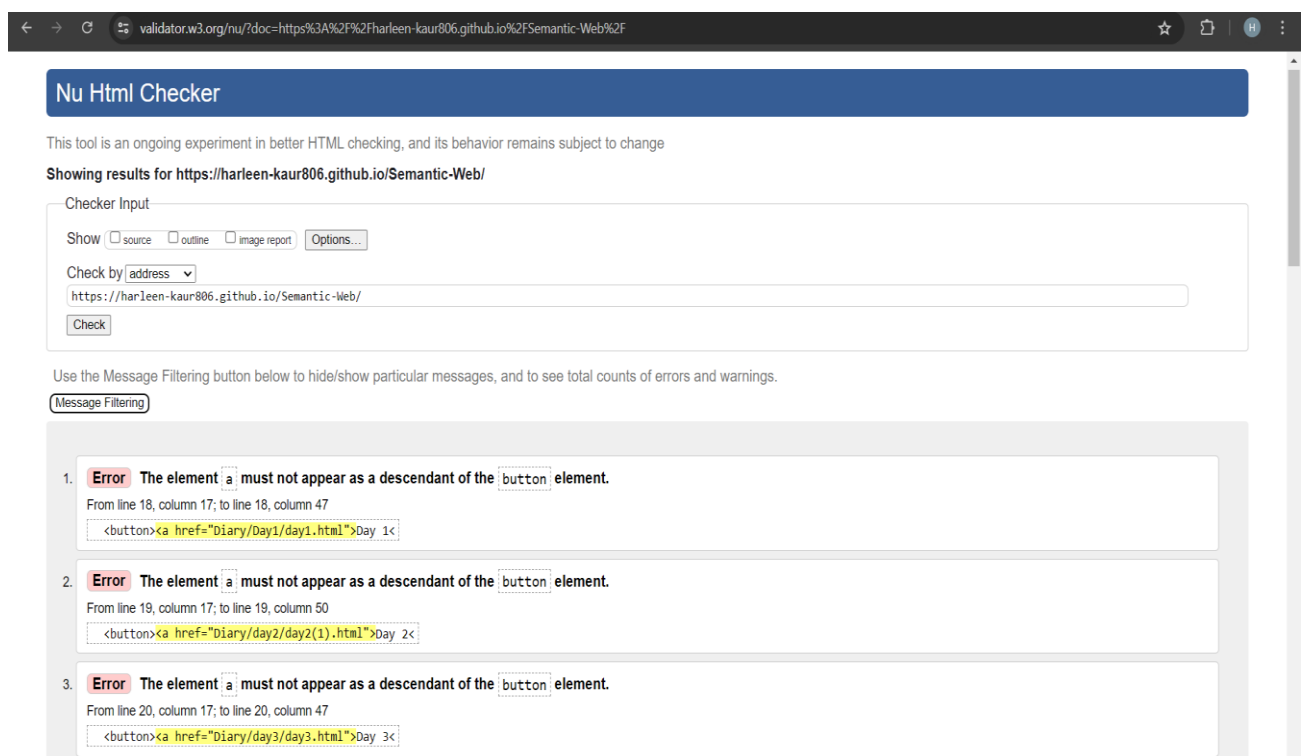 validator.w3.org/nu/?doc=https%3A%2F%2Fharleen-kaur806.github.io%2FSemantic-Web%2F
H
Nu Html Checker
This tool is an ongoing experiment in better HTML checking, and its behavior remains subject to change
Showing results for https://harleen-kaur806.github.io/Semantic-Web/
Checker Input
Show source outline image report Options...
Check by address
https://harleen-kaur806.github.io/Semantic-Web/
Check
Use the Message Filtering button below to hide/show particular messages, and to see total counts of errors and warnings.
Message Filtering
1. Error The element a must not appear as a descendant of the button element.
From line 18, column 17; to line 18, column 47
<button><a href="Diary/Day1/day1.html">Day 1<
2. Error The element a must not appear as a descendant of the button element.
From line 19, column 17; to line 19, column 50
<button><a href="Diary/day2/day2(1).html">Day 2<
3. Error The element a must not appear as a descendant of the button element.
From line 20, column 17; to line 20, column 47
<button><a href="Diary/day3/day3.html">Day 3<